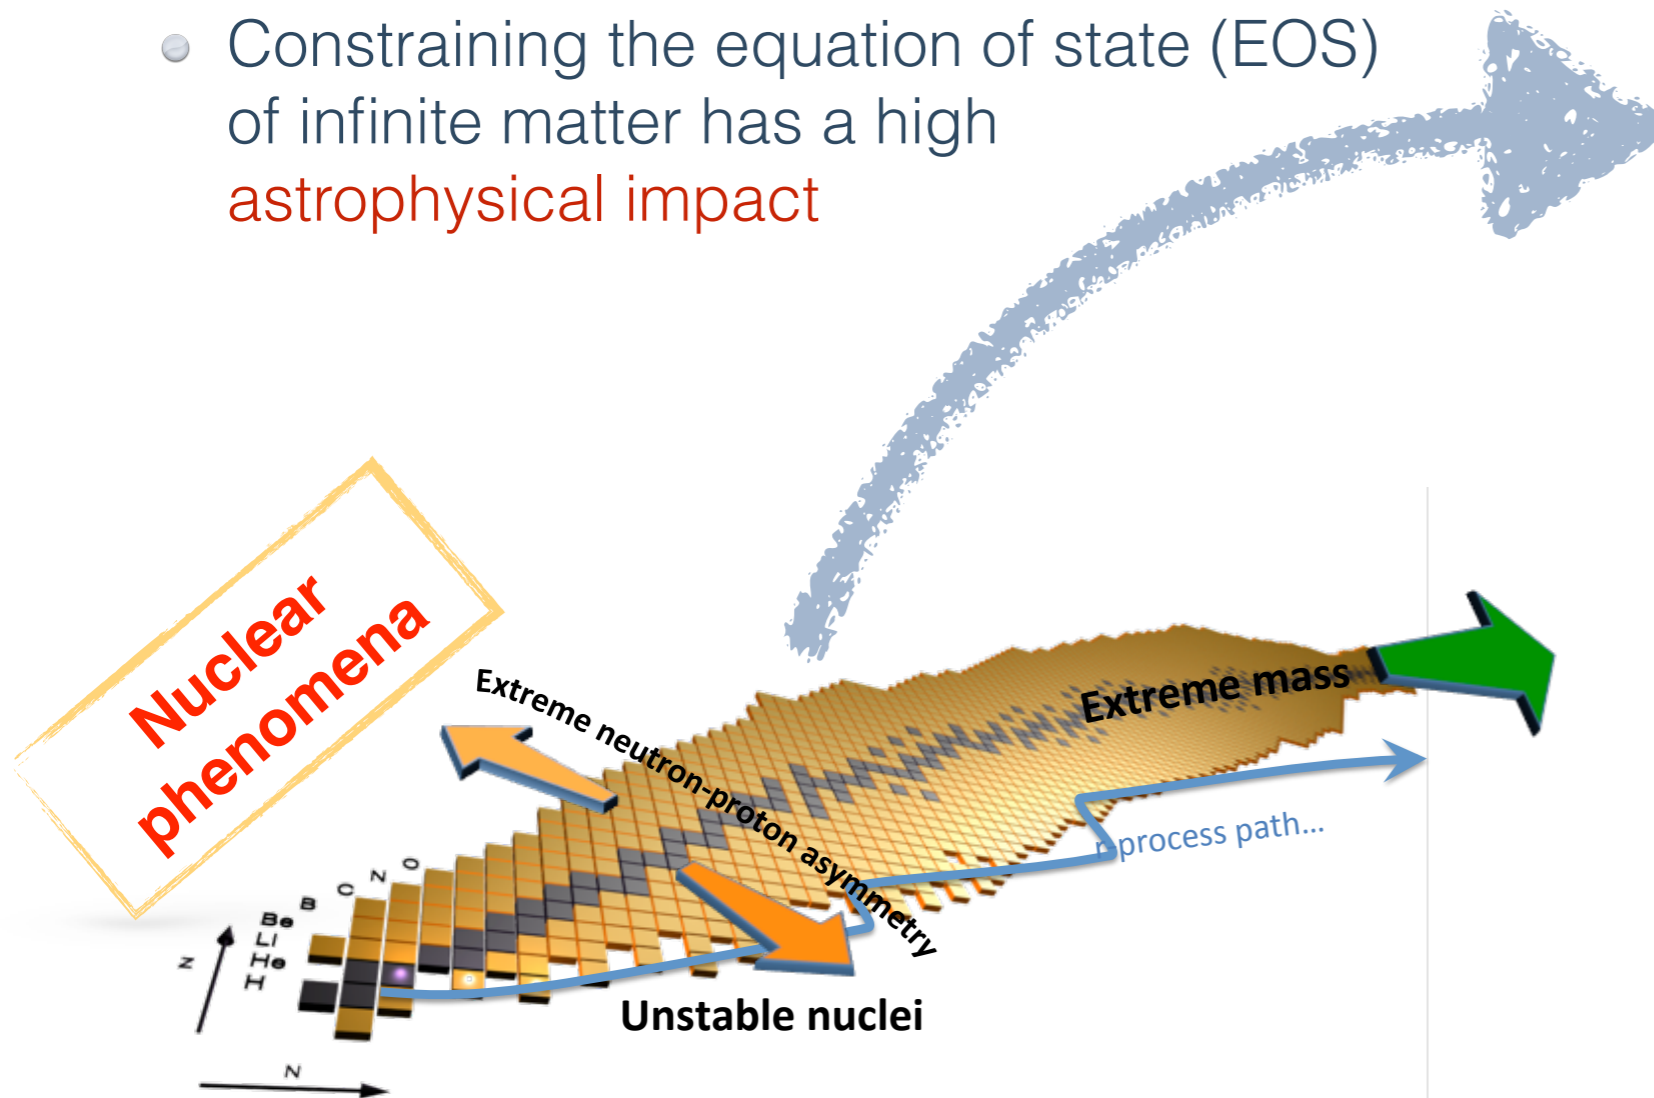 Constraining the equation of state (EOS)
of infinite matter has a high
astrophysical impact
Nuclear
phenomena
Extreme neutron-proton asymmetry
Extreme mass
r-process path...
Unstable nuclei
O
N
C
B
Be
LI
He
H
Z
N